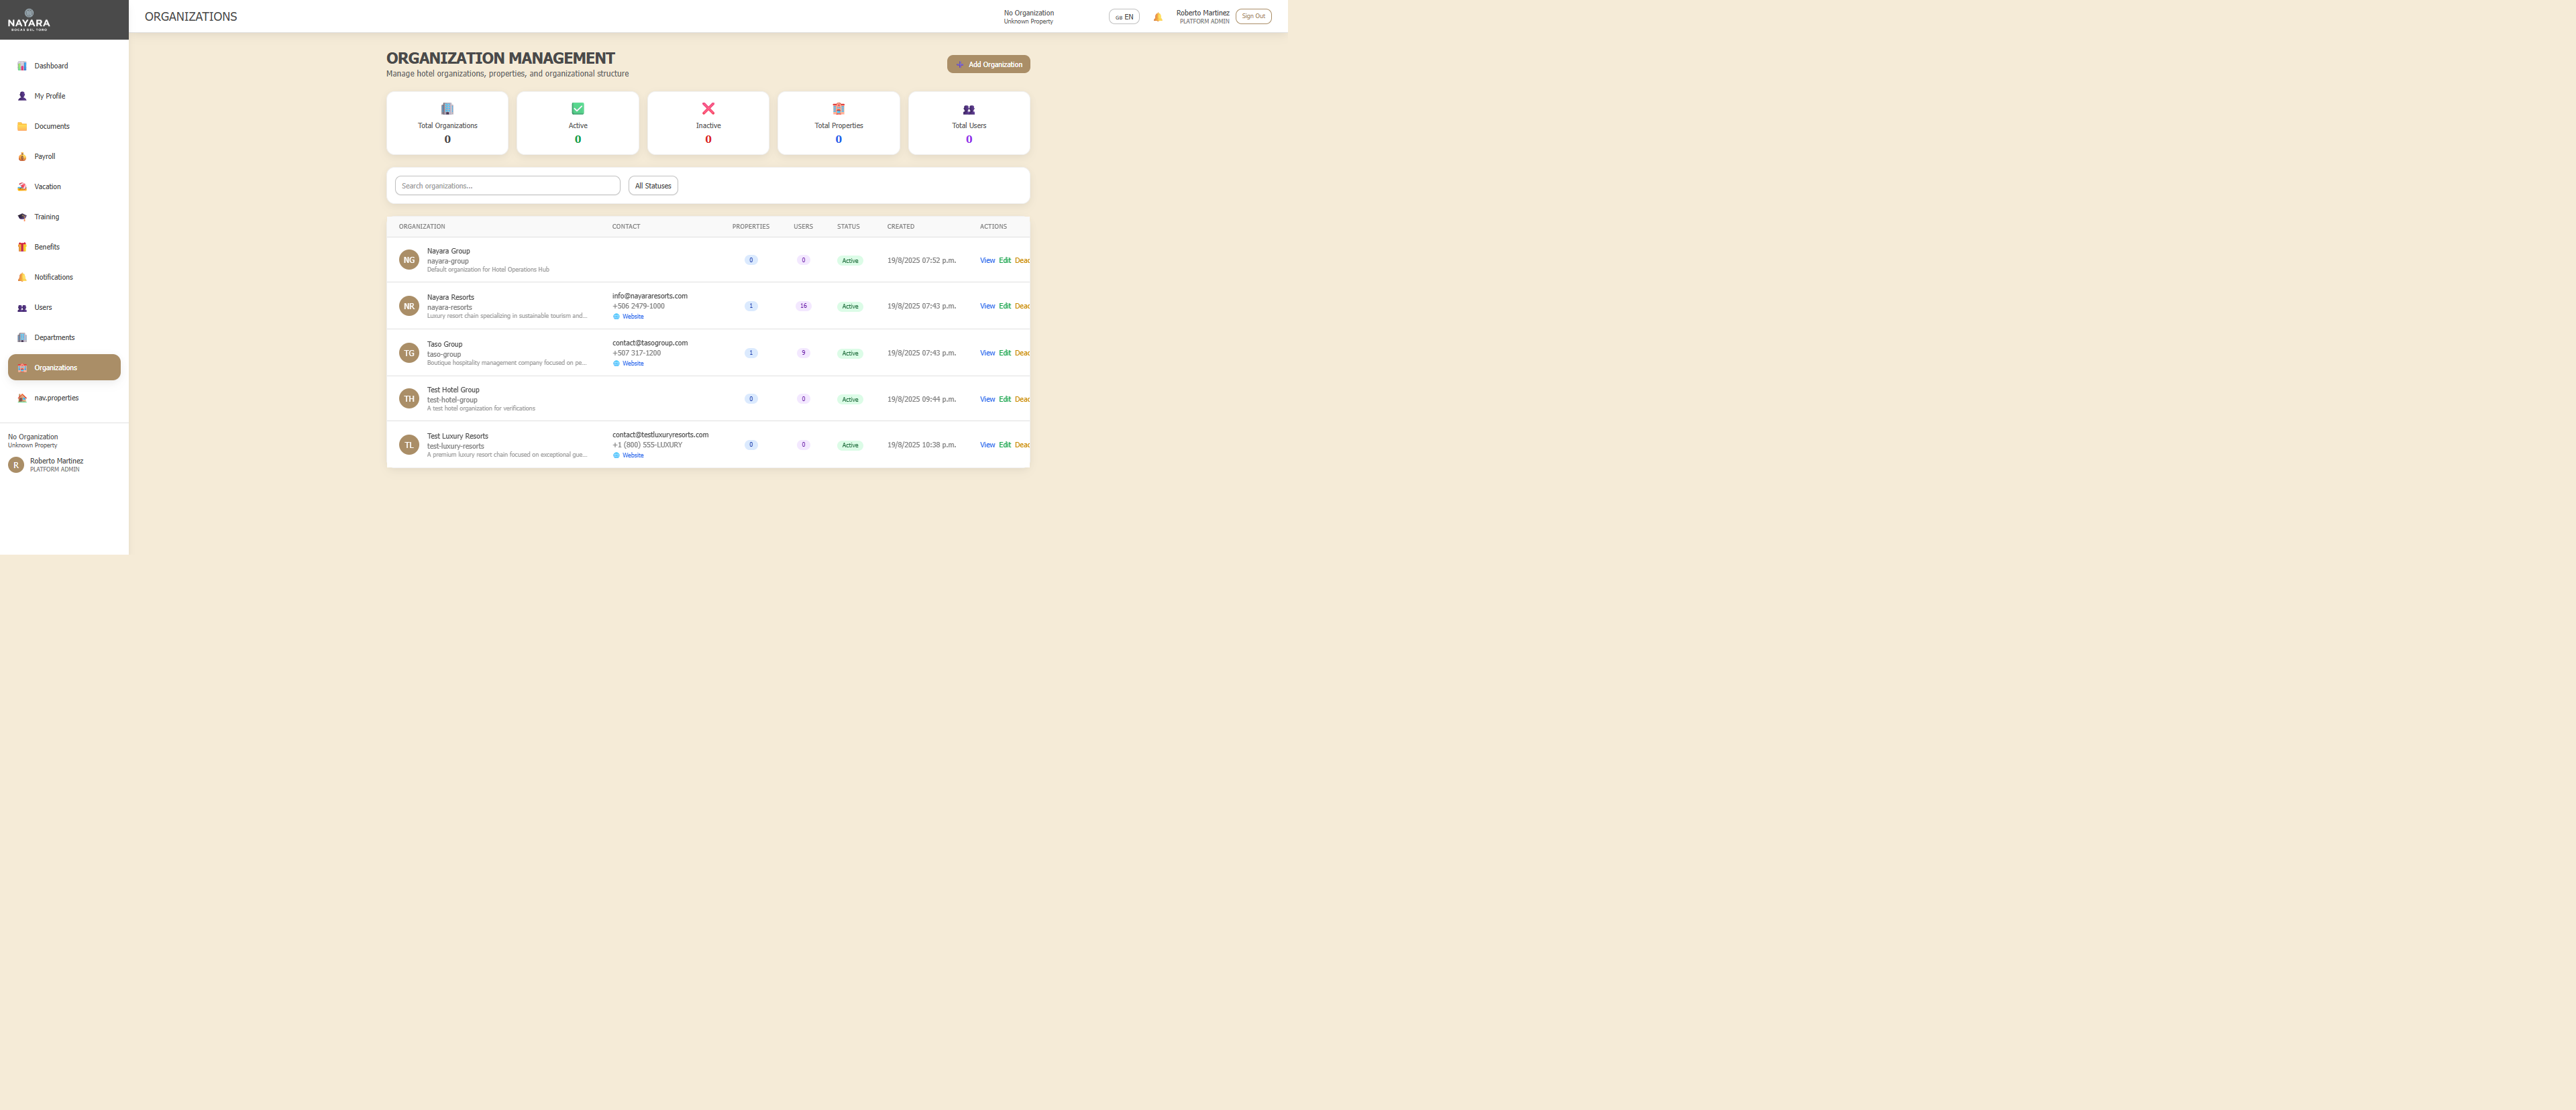 NAYARA
BOCAS DEL TORO
Dashboard
My Profile
Documents
Payroll
Vacation
Training
Benefits
Notifications
Users
Departments
Organizations
nav.properties
No Organization
Unknown Property
R
Roberto Martinez
PLATFORM ADMIN
ORGANIZATIONS
No Organization
Unknown Property
GB EN
Roberto Martinez
PLATFORM ADMIN
Sign Out
ORGANIZATION MANAGEMENT
Manage hotel organizations, properties, and organizational structure
Add Organization
Total Organizations
0
Active
0
Inactive
0
Total Properties
0
Total Users
0
Search organizations...
All Statuses
ORGANIZATION CONTACT PROPERTIES USERS STATUS CREATED ACTIONS
NG
Nayara Group
nayara-group
Default organization for Hotel Operations Hub
0 0 Active 19/8/2025 07:52 p.m. View Edit Deac
NR
Nayara Resorts
nayara-resorts
Luxury resort chain specializing in sustainable tourism and...
info@nayararesorts.com
+506 2479-1000
Website
1 16 Active 19/8/2025 07:43 p.m. View Edit Deac
TG
Taso Group
taso-group
Boutique hospitality management company focused on pe...
contact@tasogroup.com
+507 317-1200
Website
1 9 Active 19/8/2025 07:43 p.m. View Edit Deac
TH
Test Hotel Group
test-hotel-group
A test hotel organization for verifications
0 0 Active 19/8/2025 09:44 p.m. View Edit Deac
TL
Test Luxury Resorts
test-luxury-resorts
A premium luxury resort chain focused on exceptional gue...
contact@testluxuryresorts.com
+1 (800) 555-LUXURY
Website
0 0 Active 19/8/2025 10:38 p.m. View Edit Deac